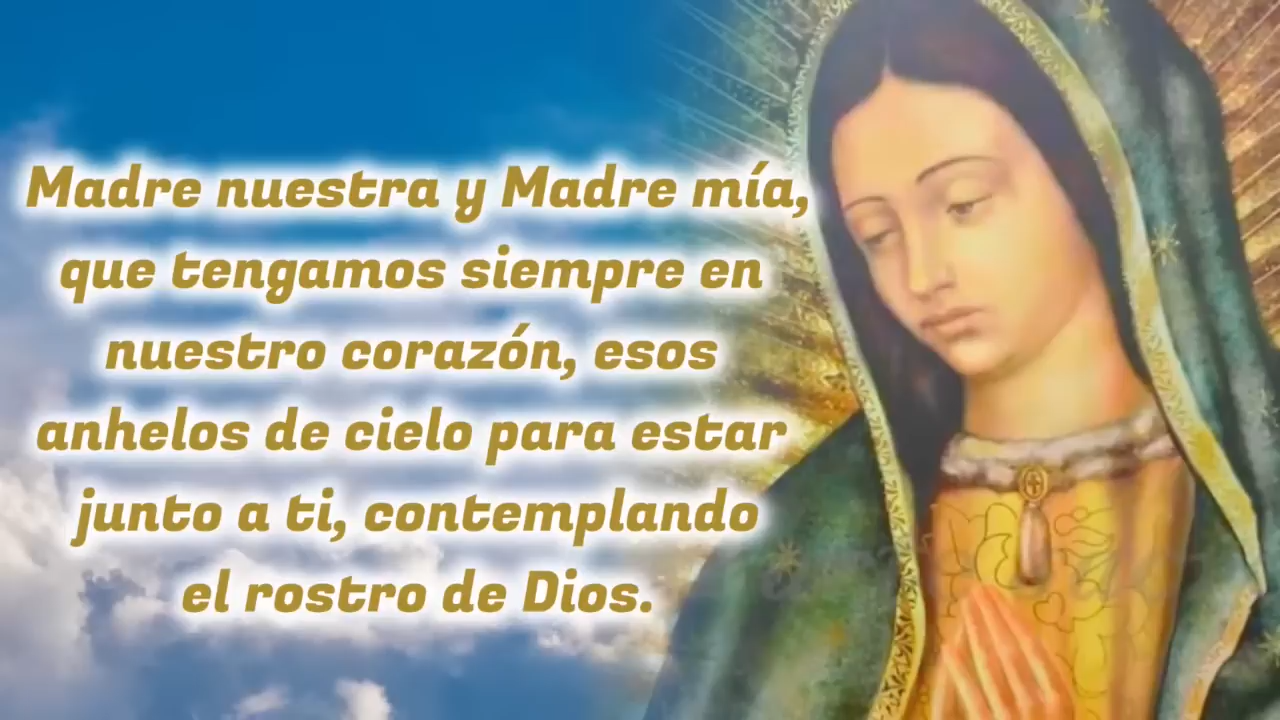 Madre nuestra y Madre mía,
que tengamos siempre en
nuestro corazón, esos
anhelos de cielo para estar
junto a ti, contemplando
el rostro de Dios.